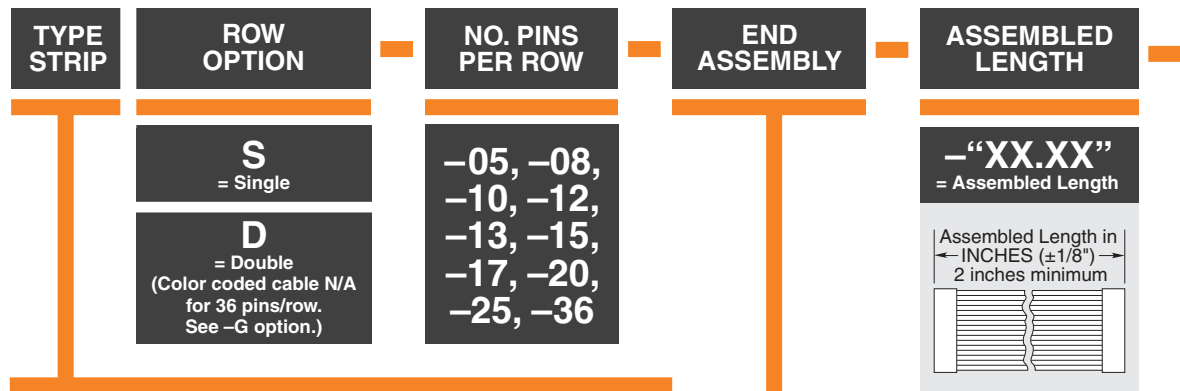 TYPE
STRIP
ROW
OPTION
NO. PINS
PER ROW
END
ASSEMBLY
ASSEMBLED
LENGTH
S
= Single
D
= Double
(Color coded cable N/A
for 36 pins/row.
See –G option.)
–05, –08,
–10, –12,
–13, –15,
–17, –20,
–25, –36
–“XX.XX”
= Assembled Length
Assembled Length in
INCHES (±1/8")
2 inches minimum